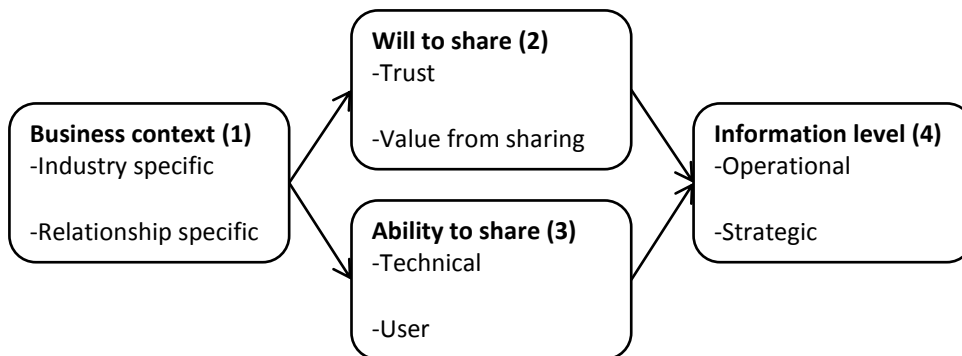 Business context (1)
-Industry specific
-Relationship specific
Will to share (2)
-Trust
-Value from sharing
Ability to share (3)
-Technical
-User
Information level (4)
-Operational
-Strategic